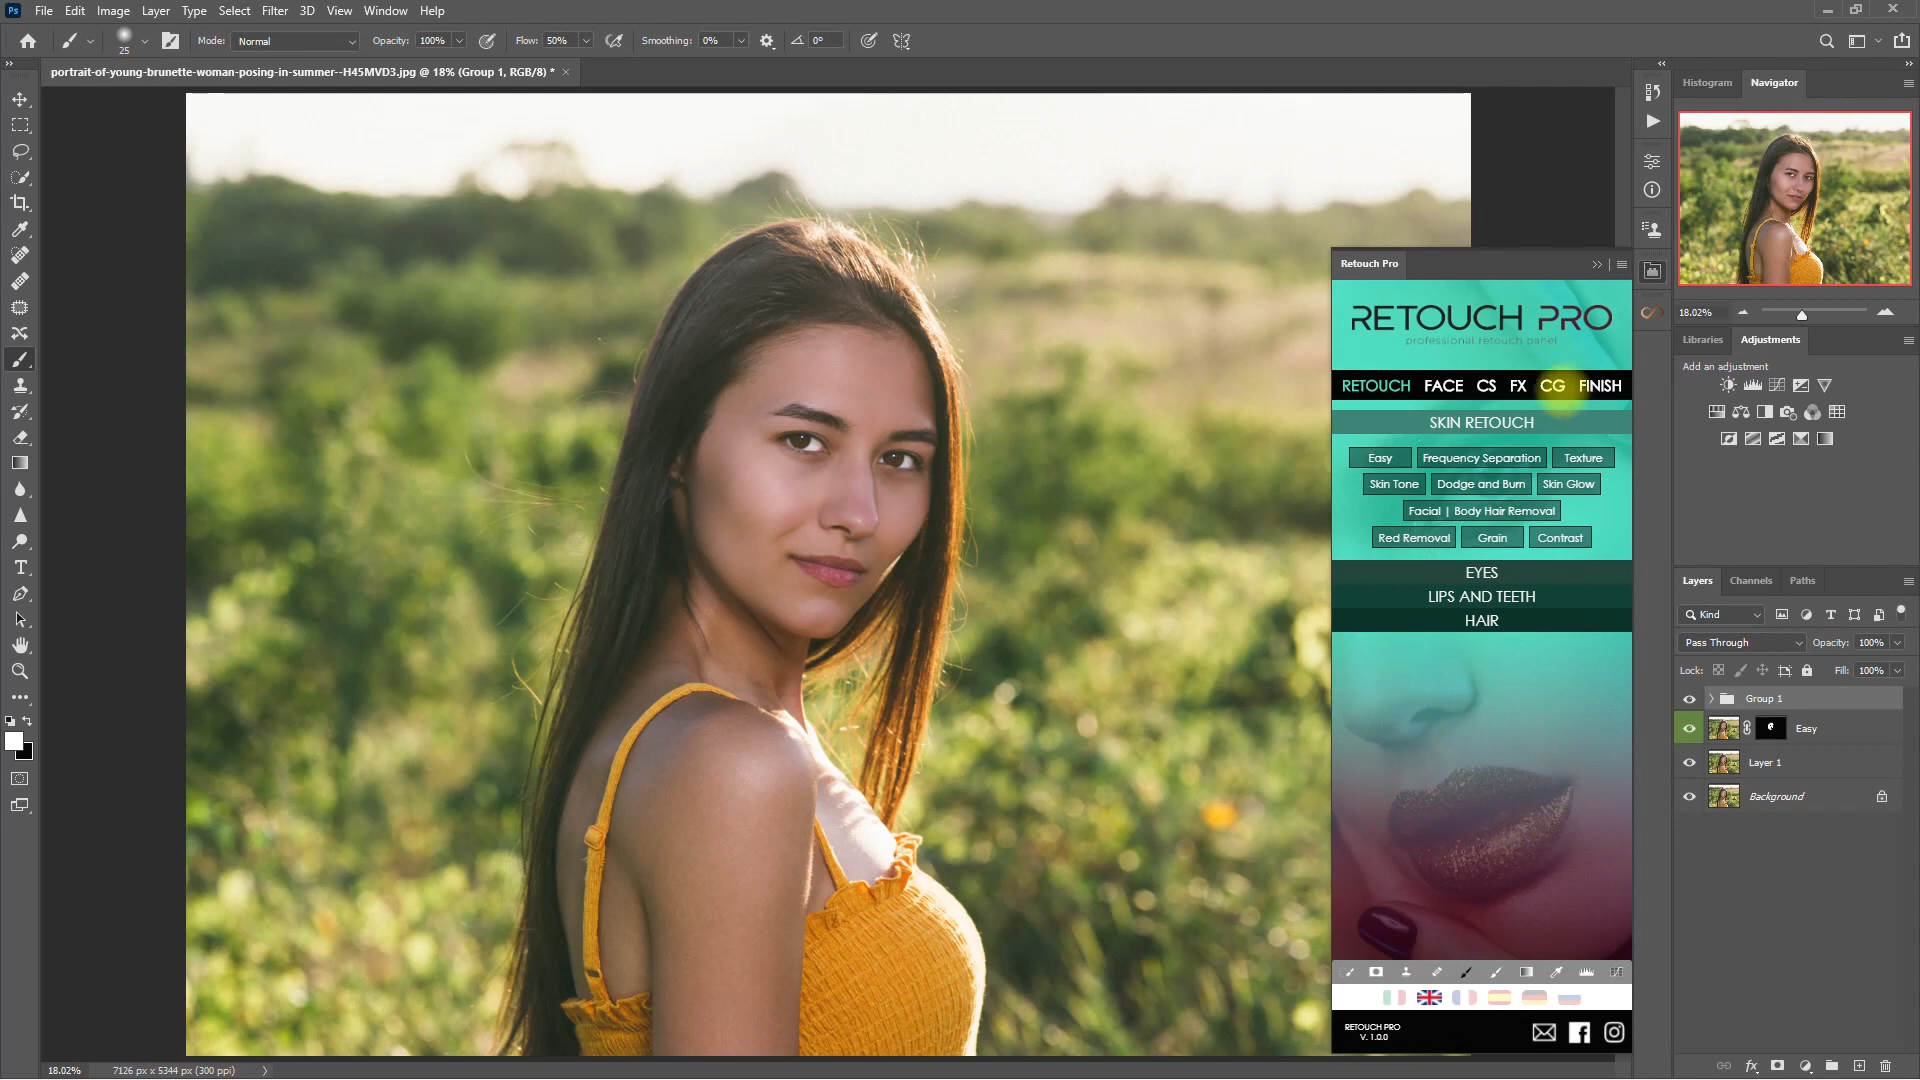 Ps File Edit Image Layer Type Select Filter 3D View Window Help
25 Mode: Normal Opacity: 100% Flow: 50% Smoothing: 0% 0°
portrait-of-young-brunette-woman-posing-in-summer--H45MVD3.jpg @ 18% (Group 1, RGB/8) *
Histogram Navigator
18.02%
Libraries Adjustments
Add an adjustment
Retouch Pro
RETOUCH PRO
professional retouch panel
RETOUCH FACE CS FX CG FINISH
SKIN RETOUCH
Easy Frequency Separation Texture
Skin Tone Dodge and Burn Skin Glow
Facial | Body Hair Removal
Red Removal Grain Contrast
EYES
LIPS AND TEETH
HAIR
RETOUCH PRO
V. 1.0.0
Layers Channels Paths
Kind
Pass Through Opacity: 100%
Lock: Fill: 100%
Group 1
Easy
Layer 1
Background
fx
18.02% 7126 px x 5344 px (300 ppi)